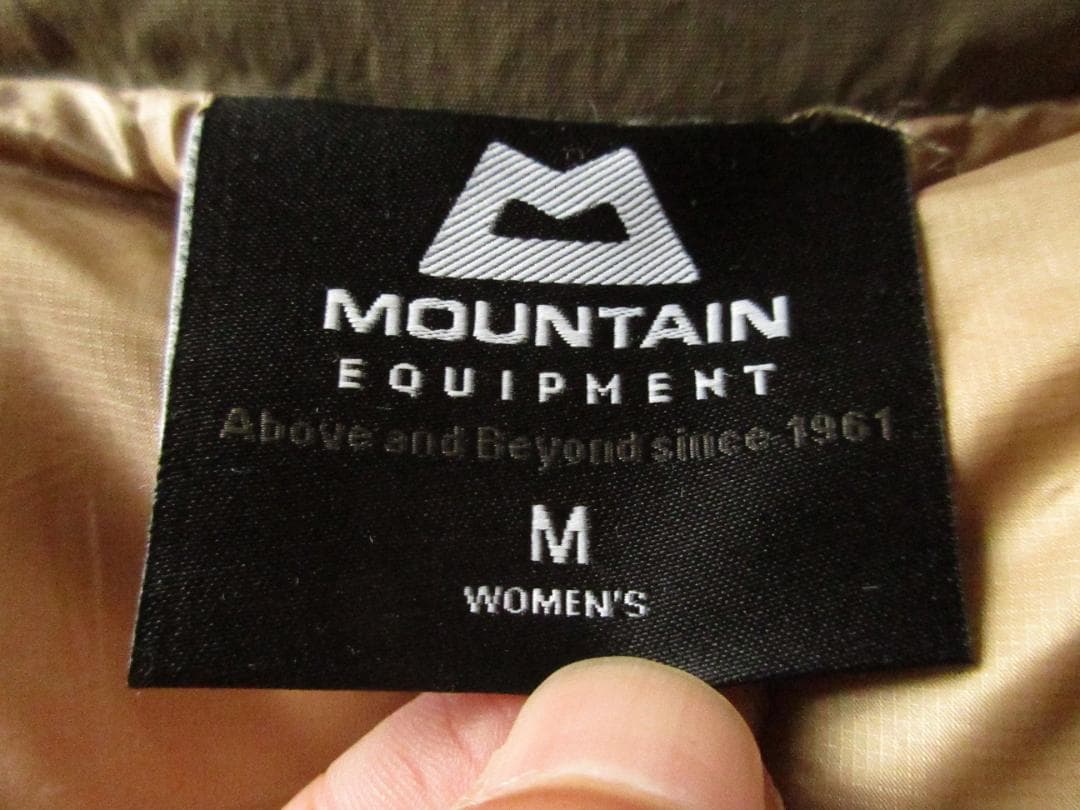 MOUNTAIN
EQUIPMENT
Above and Beyond since 1961
M
WOMEN'S